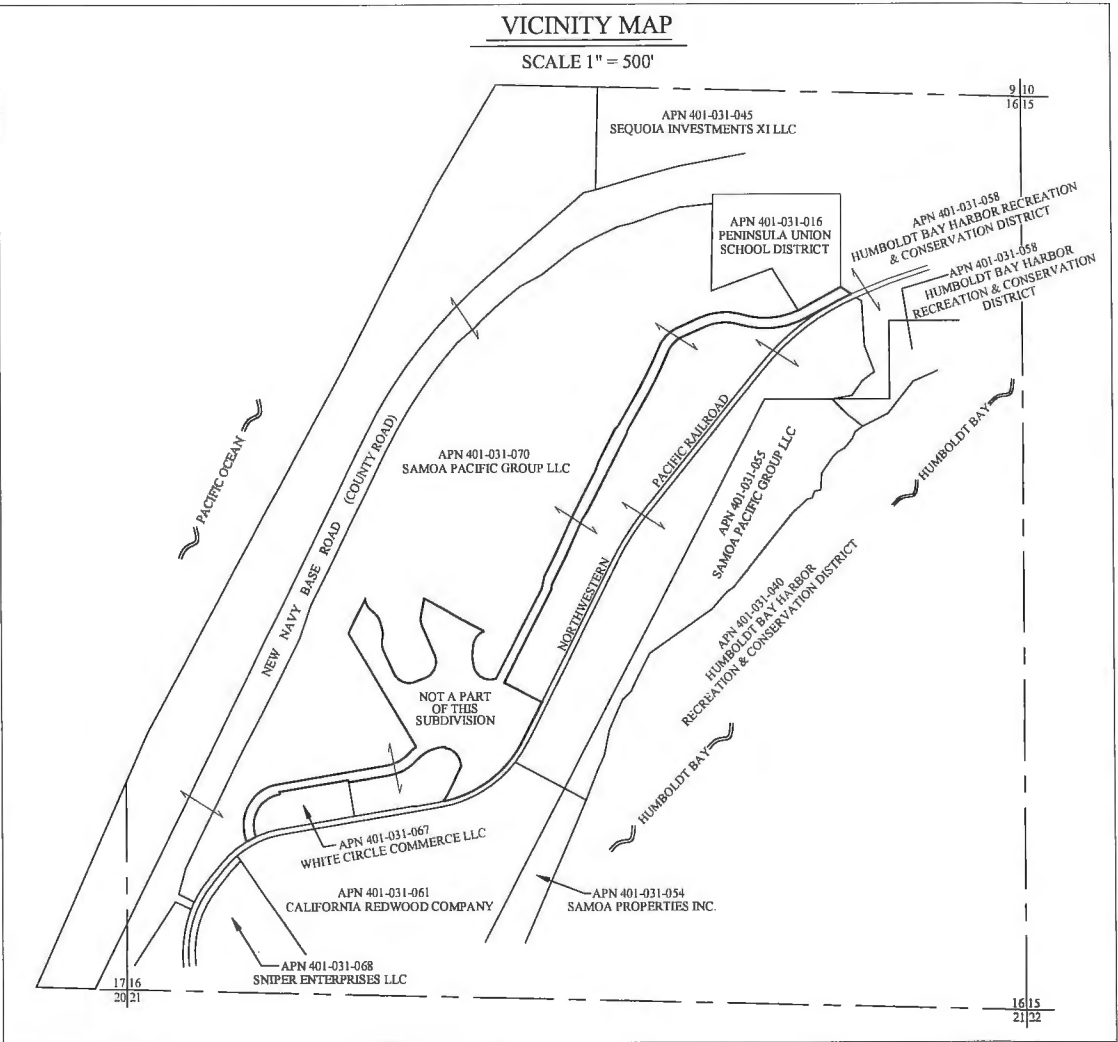 VICINITY MAP
SCALE 1" = 500'
9 10
16 15
APN 401-031-045
SEQUOIA INVESTMENTS XI LLC
APN 401-031-016
PENINSULA UNION
SCHOOL DISTRICT
APN 401-031-058
HUMBOLDT BAY HARBOR RECREATION
& CONSERVATION DISTRICT
APN 401-031-058
HUMBOLDT BAY HARBOR
RECREATION & CONSERVATION
DISTRICT
PACIFIC OCEAN
NEW NAVY BASE ROAD (COUNTY ROAD)
APN 401-031-070
SAMOA PACIFIC GROUP LLC
NORTHWESTERN PACIFIC RAILROAD
APN 401-031-055
SAMOA PACIFIC GROUP LLC
HUMBOLDT BAY
APN 401-031-040
HUMBOLDT BAY HARBOR
RECREATION & CONSERVATION DISTRICT
NOT A PART
OF THIS
SUBDIVISION
HUMBOLDT BAY
APN 401-031-067
WHITE CIRCLE COMMERCE LLC
APN 401-031-061
CALIFORNIA REDWOOD COMPANY
APN 401-031-054
SAMOA PROPERTIES INC.
APN 401-031-068
SNIPER ENTERPRISES LLC
17 16
20 21
16 15
21 22